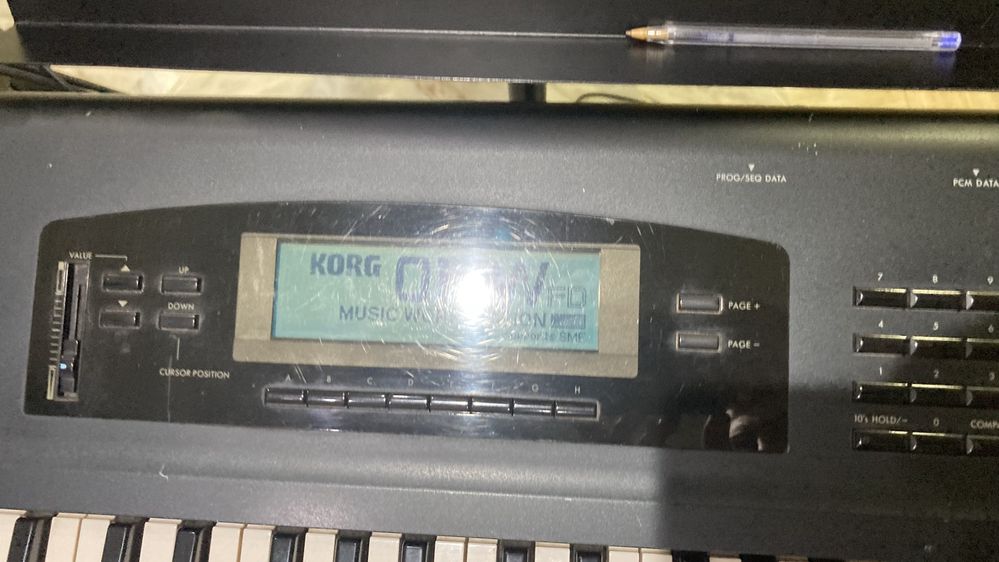 PROG/SEQ DATA
PCM DATA
VALUE
UP
DOWN
CURSOR POSITION
KORG
FD
MUSIC
SMF
PAGE +
PAGE −
A B C D G H
7 8 9
4 5 6
1 2 3
10's HOLD/− 0